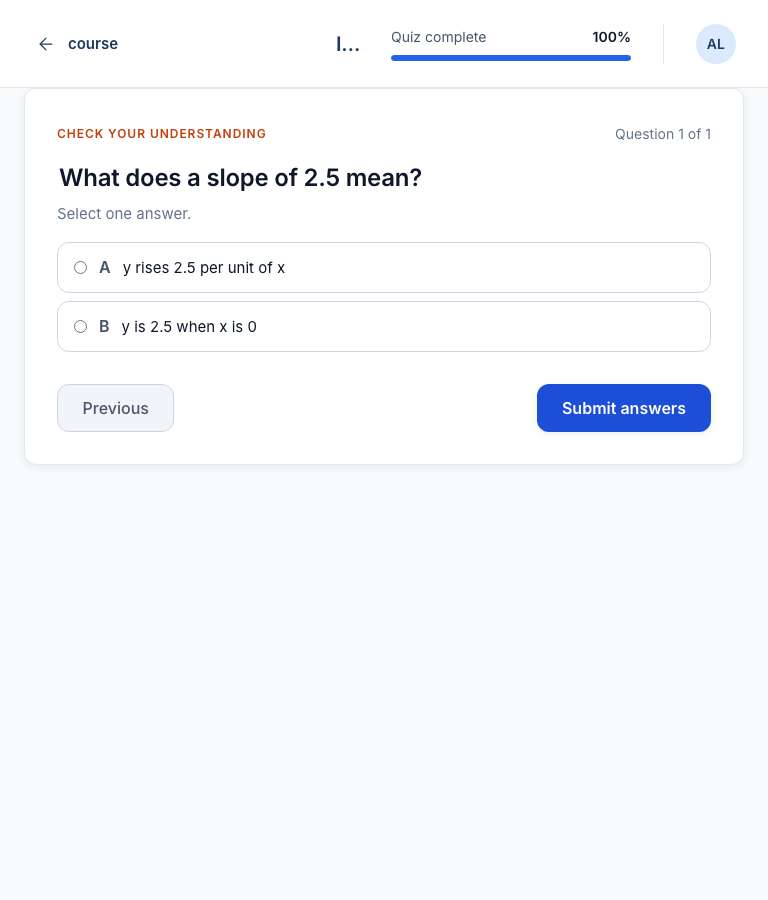 course
I...
Quiz complete
100%
AL
CHECK YOUR UNDERSTANDING
Question 1 of 1
What does a slope of 2.5 mean?
Select one answer.
A y rises 2.5 per unit of x
B y is 2.5 when x is 0
Previous
Submit answers